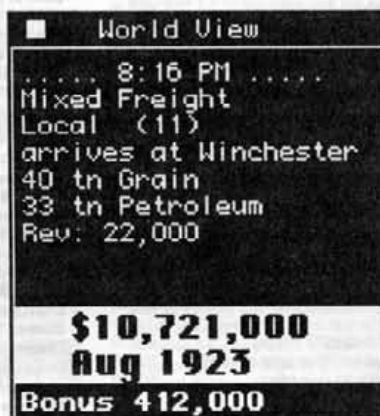 World View
..... 8:16 PM .....
Mixed Freight
Local (11)
arrives at Winchester
40 tn Grain
33 tn Petroleum
Rev: 22,000
$10,721,000
Aug 1923
Bonus 412,000